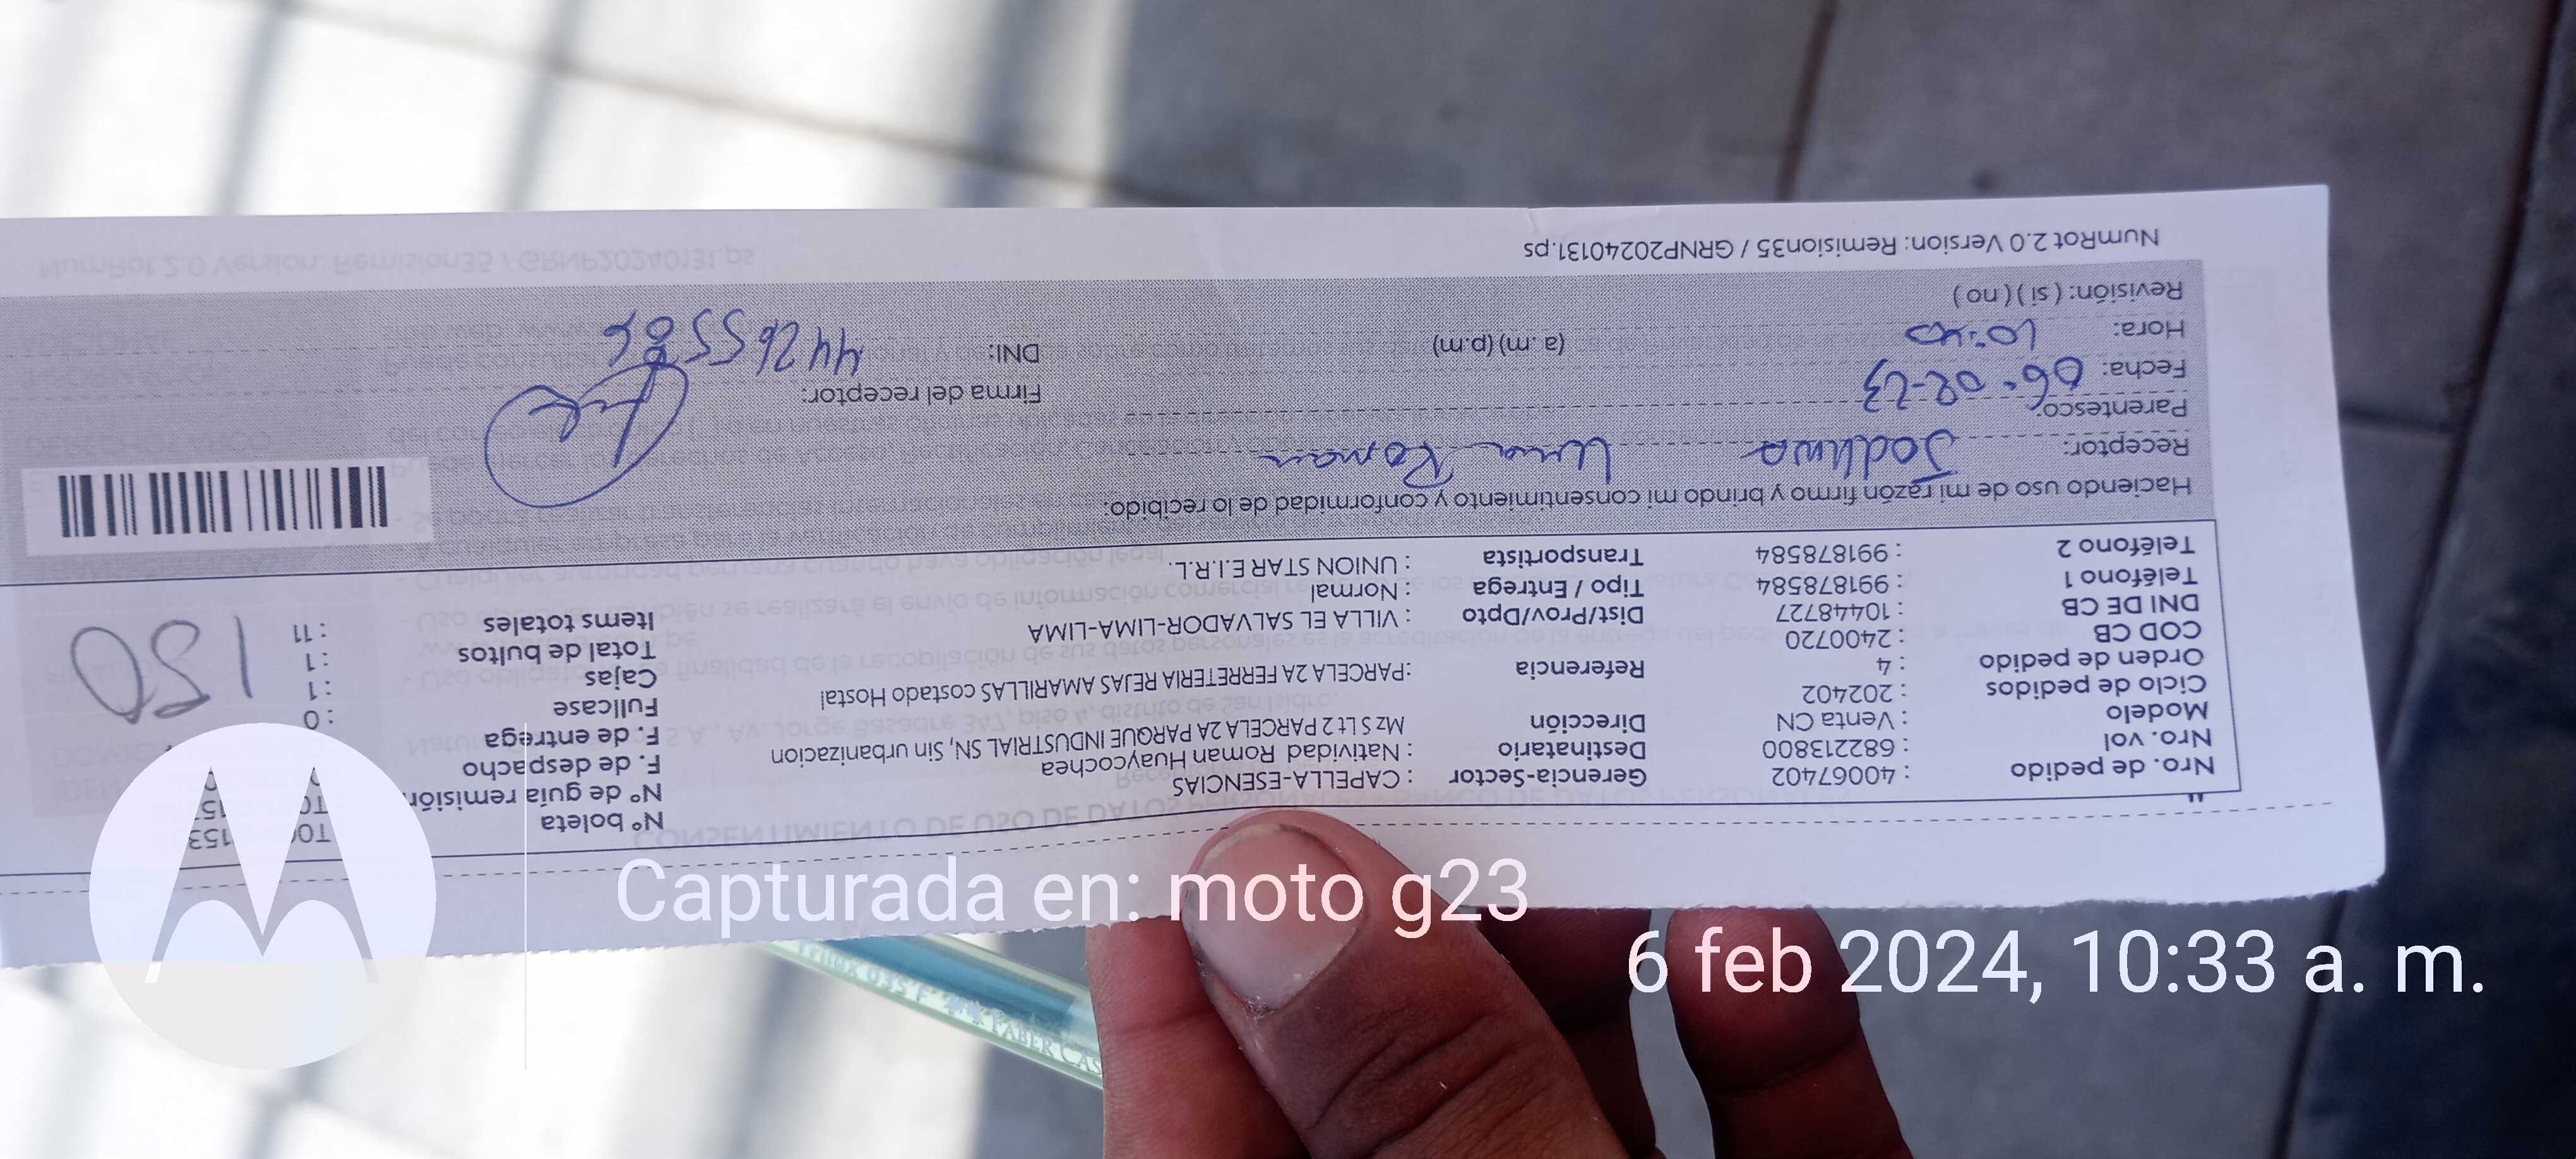 Nro. de pedido : 40067402 Gerencia-Sector : CAPELLA-ESENCIAS Nº boleta
Nro. vol : 682213800 Destinatario : Natividad Roman Huaycochea Nº de guía remisión
Modelo : Venta CN Dirección Mz S Lt 2 PARCELA 2A PARQUE INDUSTRIAL SN, Sin urbanizacion F. de despacho
Ciclo de pedidos : 202402 F. de entrega
Orden de pedido : 4 Referencia :PARCELA 2A FERRETERIA REJAS AMARILLAS costado Hostal Fullcase : 0
COD CB : 2400720 Cajas : 1
DNI DE CB : 10448727 Dist/Prov/Dpto : VILLA EL SALVADOR-LIMA-LIMA Total de bultos : 1
Teléfono 1 : 991878584 Tipo / Entrega : Normal Items totales : 11
Teléfono 2 : 991878584 Transportista : UNION STAR E.I.R.L.
180
Haciendo uso de mi razón firmo y brindo mi consentimiento y conformidad de lo recibido:
Receptor: Roman
Parentesco:
Fecha: 06-02-23 Firma del receptor:
Hora: 10:40 (a.m) (p.m) DNI: 44265586
Revisión: ( si ) ( no )
NumRot 2.0 Version: Remision35 / GRNP20240131.ps
Capturada en: moto g23
6 feb 2024, 10:33 a. m.